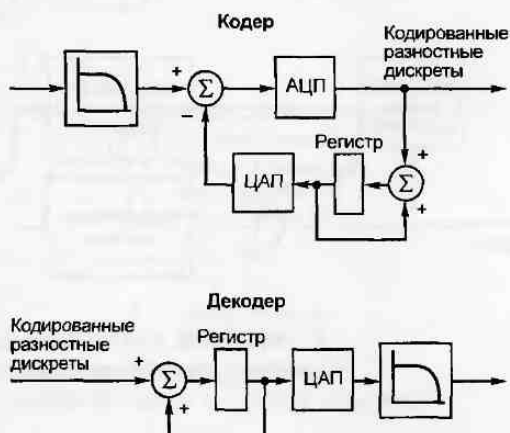 Кодер
Кодированные
разностные
дискреты
+
Σ
−
АЦП
Регистр
ЦАП
+
Σ
+
Декодер
Кодированные
разностные
дискреты
+
Σ
+
Регистр
ЦАП